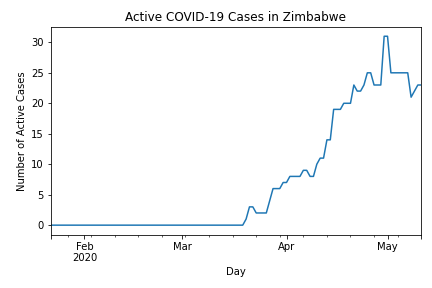 Active COVID-19 Cases in Zimbabwe
30
25
20
15
10
5
0
Number of Active Cases
Feb
2020
Mar
Apr
May
Day